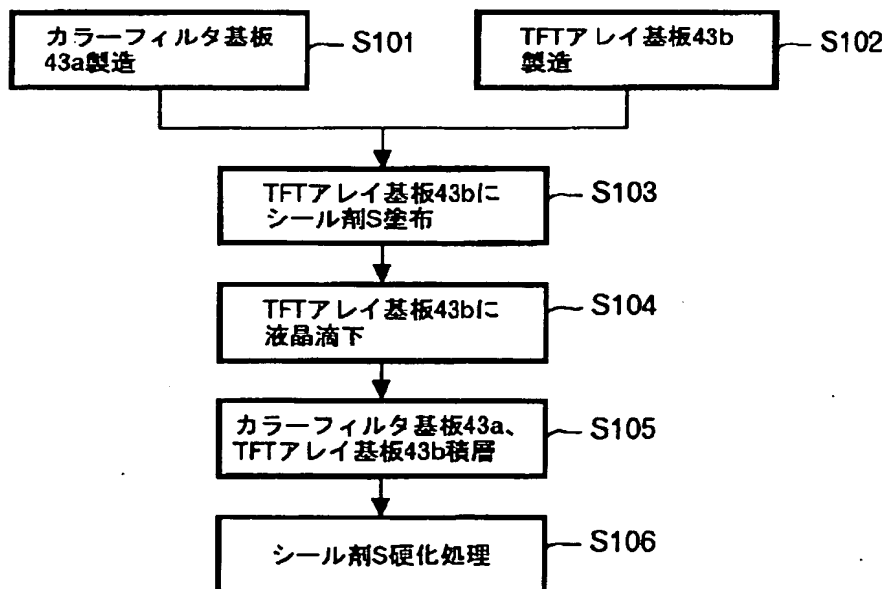 カラーフィルタ基板
43a製造
S101
TFTアレイ基板43b
製造
S102
TFTアレイ基板43bに
シール剤S塗布
S103
TFTアレイ基板43bに
液晶滴下
S104
カラーフィルタ基板43a、
TFTアレイ基板43b積層
S105
シール剤S硬化処理
S106